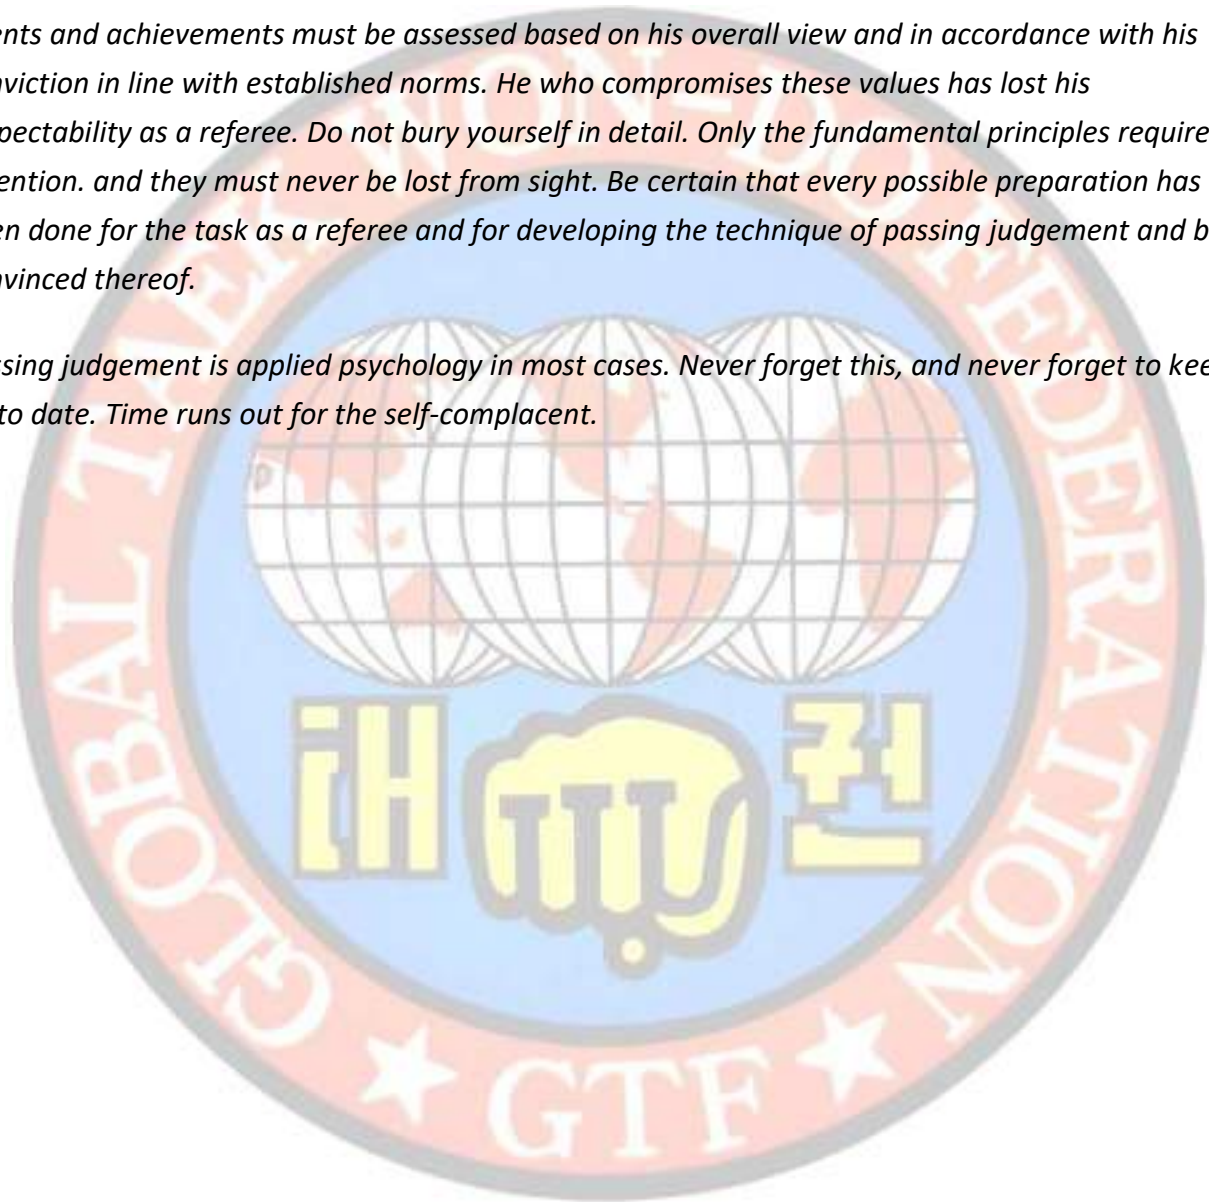 ents and achievements must be assessed based on his overall view and in accordance with his
nviction in line with established norms. He who compromises these values has lost his
pectability as a referee. Do not bury yourself in detail. Only the fundamental principles require
ention. and they must never be lost from sight. Be certain that every possible preparation has
en done for the task as a referee and for developing the technique of passing judgement and b
nvinced thereof.
ssing judgement is applied psychology in most cases. Never forget this, and never forget to kee
to date. Time runs out for the self-complacent.
GLOBAL TAEK WON-DO FEDERATION
태 권
GTF